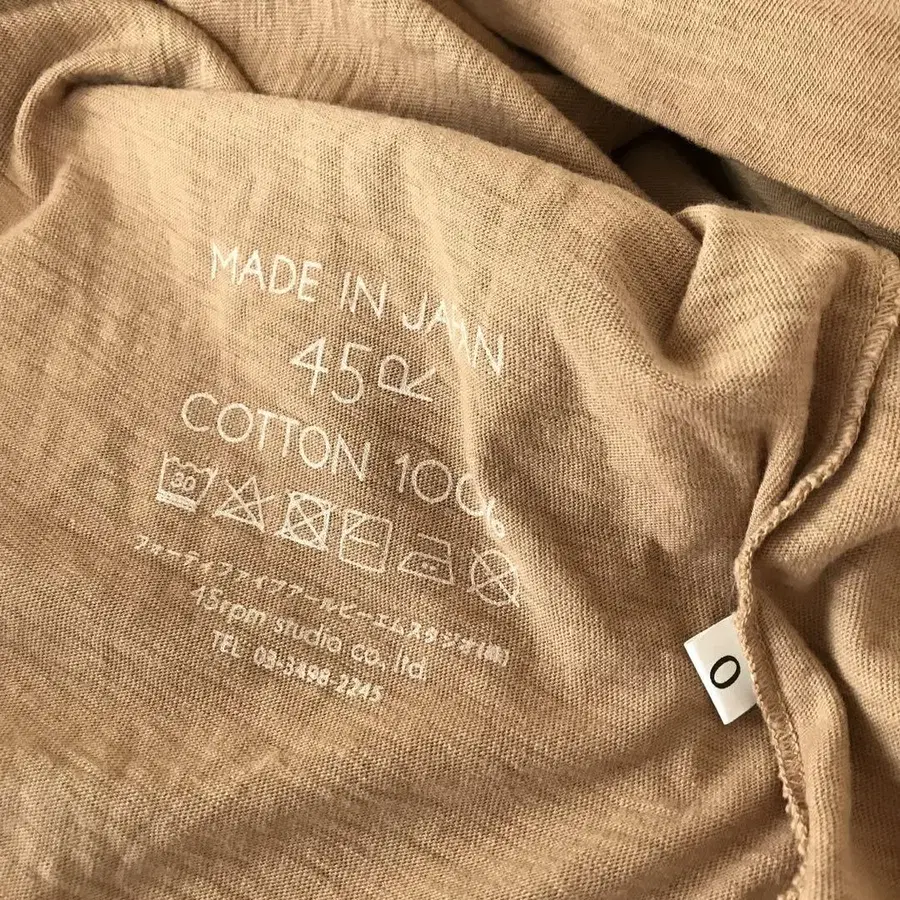 MADE IN JAPAN
45R
COTTON 100%
30
フォーティファイブアールピーエムスタジオ(株)
45rpm studio co., ltd
TEL 03-3498-2245
0